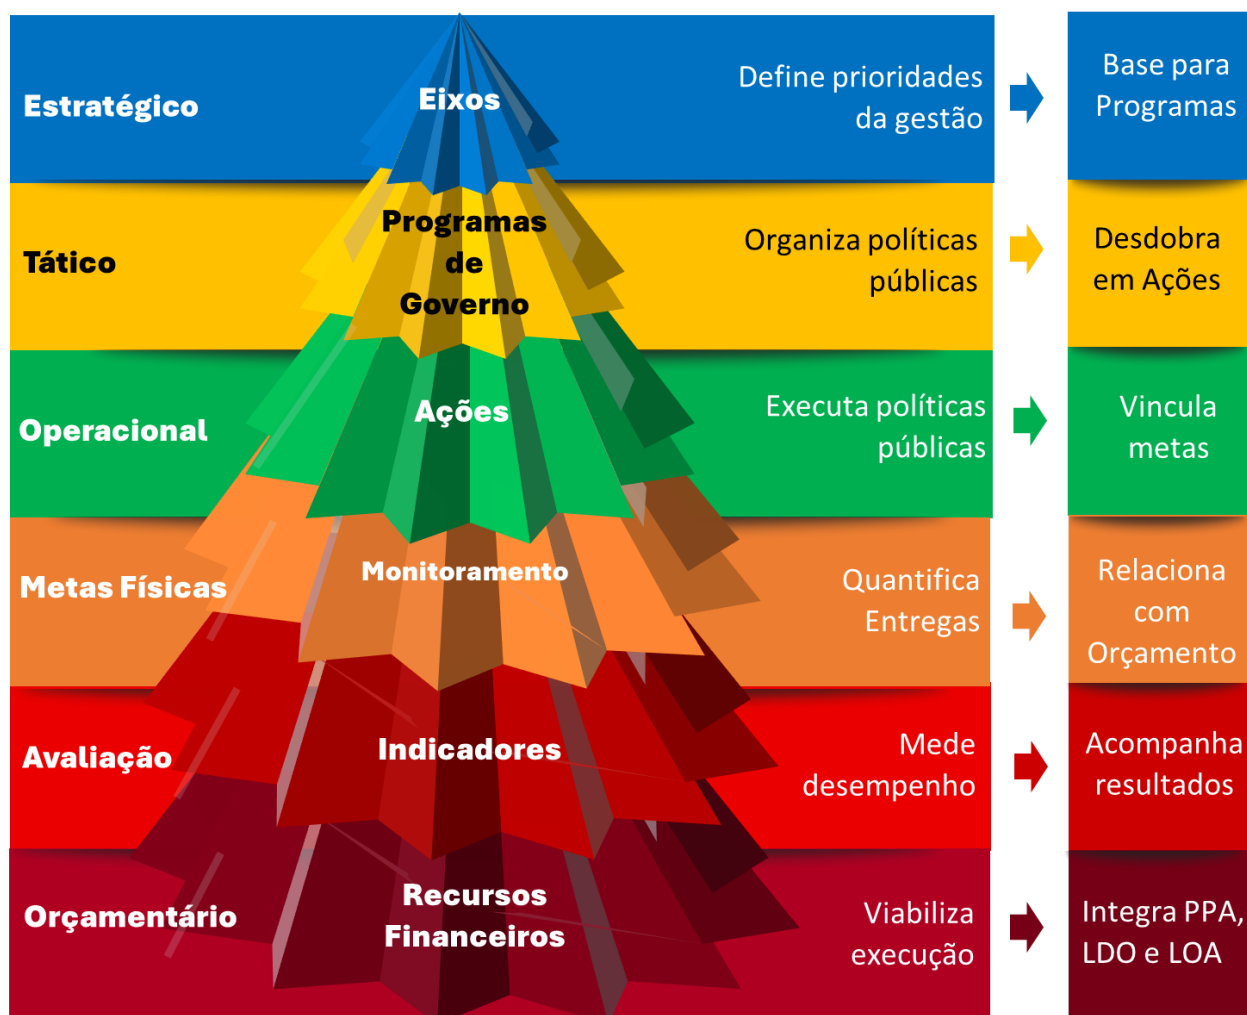 Estratégico
Eixos
Define prioridades
da gestão
Base para
Programas
Tático
Programas
de
Governo
Organiza políticas
públicas
Desdobra
em Ações
Operacional
Ações
Executa políticas
públicas
Vincula
metas
Metas Físicas
Monitoramento
Quantifica
Entregas
Relaciona
com
Orçamento
Avaliação
Indicadores
Mede
desempenho
Acompanha
resultados
Orçamentário
Recursos
Financeiros
Viabiliza
execução
Integra PPA,
LDO e LOA